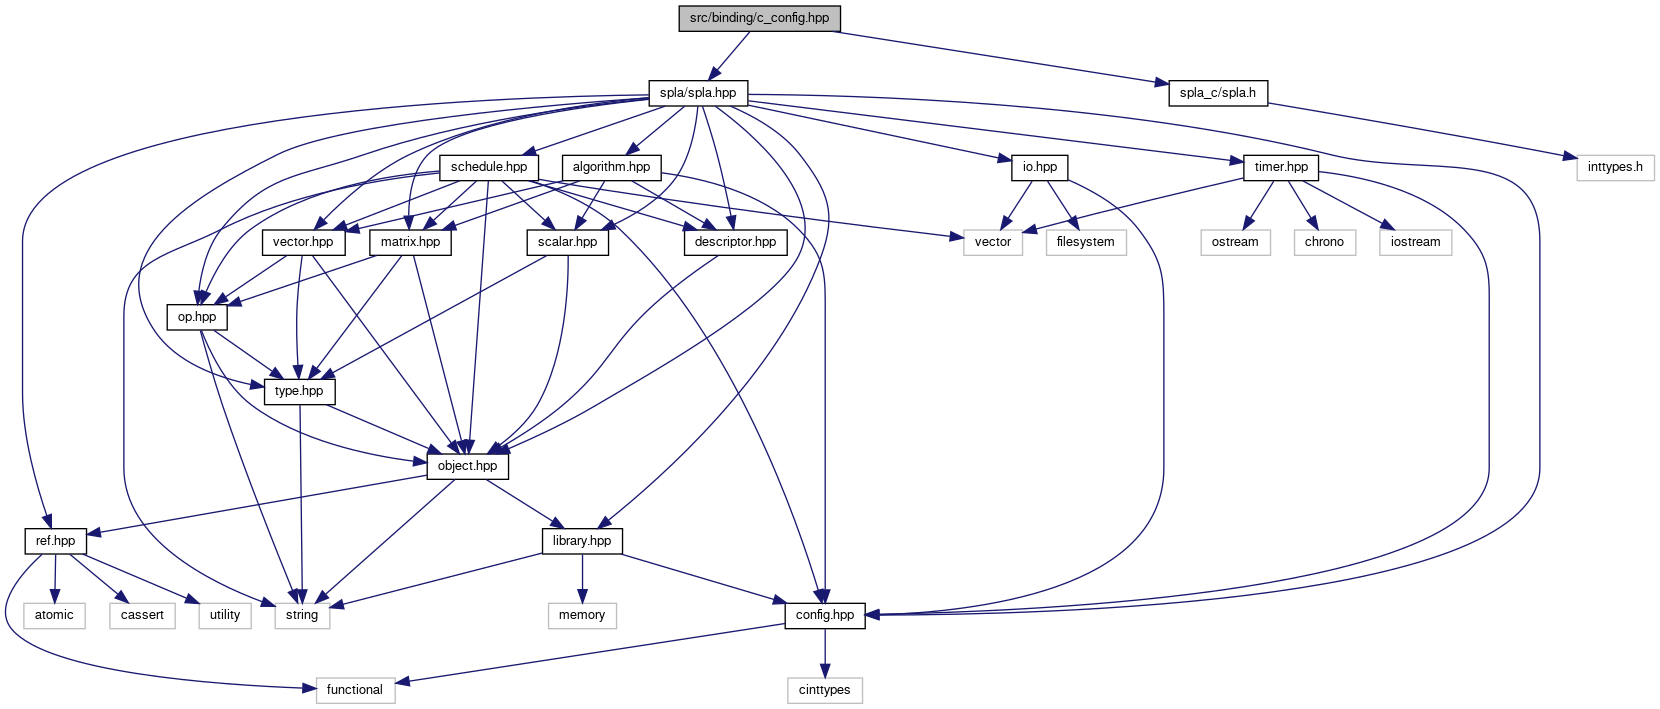 src/binding/c_config.hpp
spla/spla.hpp
spla_c/spla.h
schedule.hpp
algorithm.hpp
io.hpp
timer.hpp
inttypes.h
vector.hpp
matrix.hpp
scalar.hpp
descriptor.hpp
vector
filesystem
ostream
chrono
iostream
op.hpp
type.hpp
object.hpp
ref.hpp
library.hpp
atomic
cassert
utility
string
memory
config.hpp
functional
cinttypes